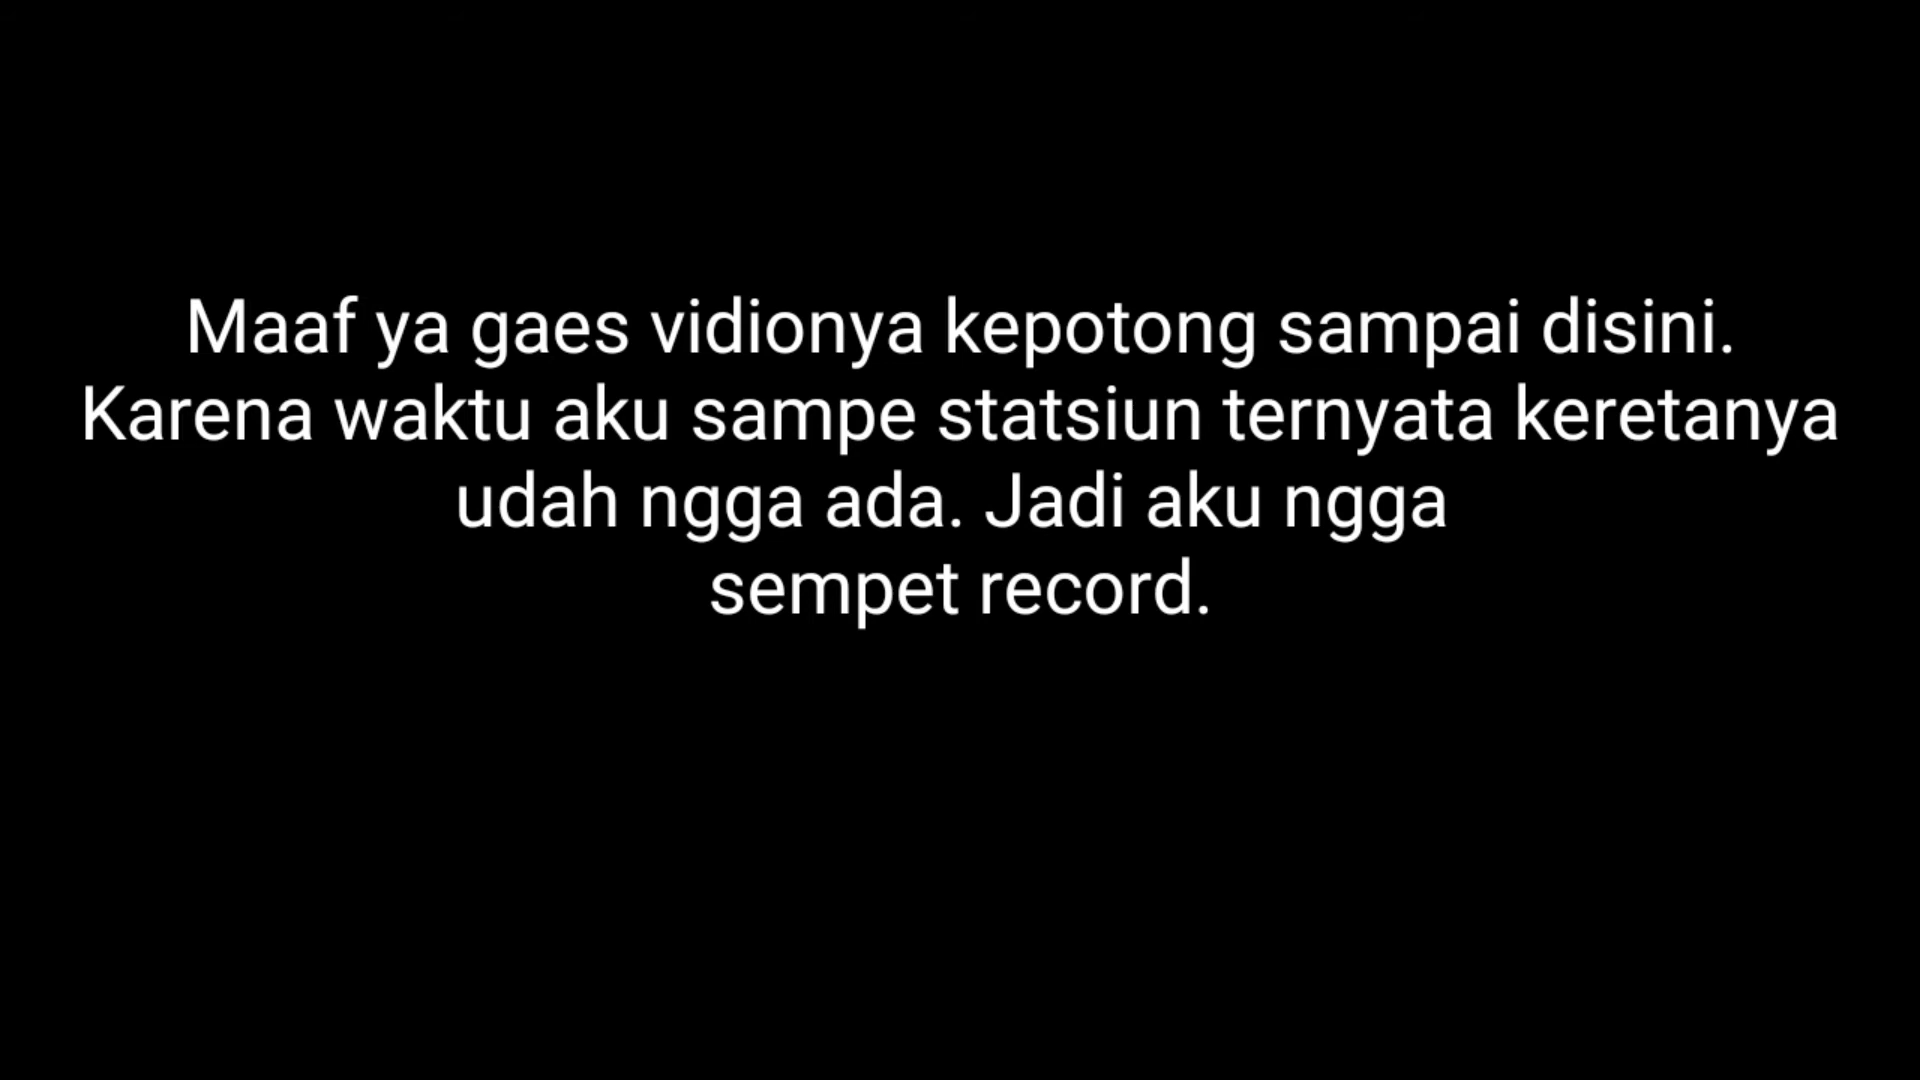 Maaf ya gaes vidionya kepotong sampai disini.
Karena waktu aku sampe statsiun ternyata keretanya
udah ngga ada. Jadi aku ngga
sempet record.